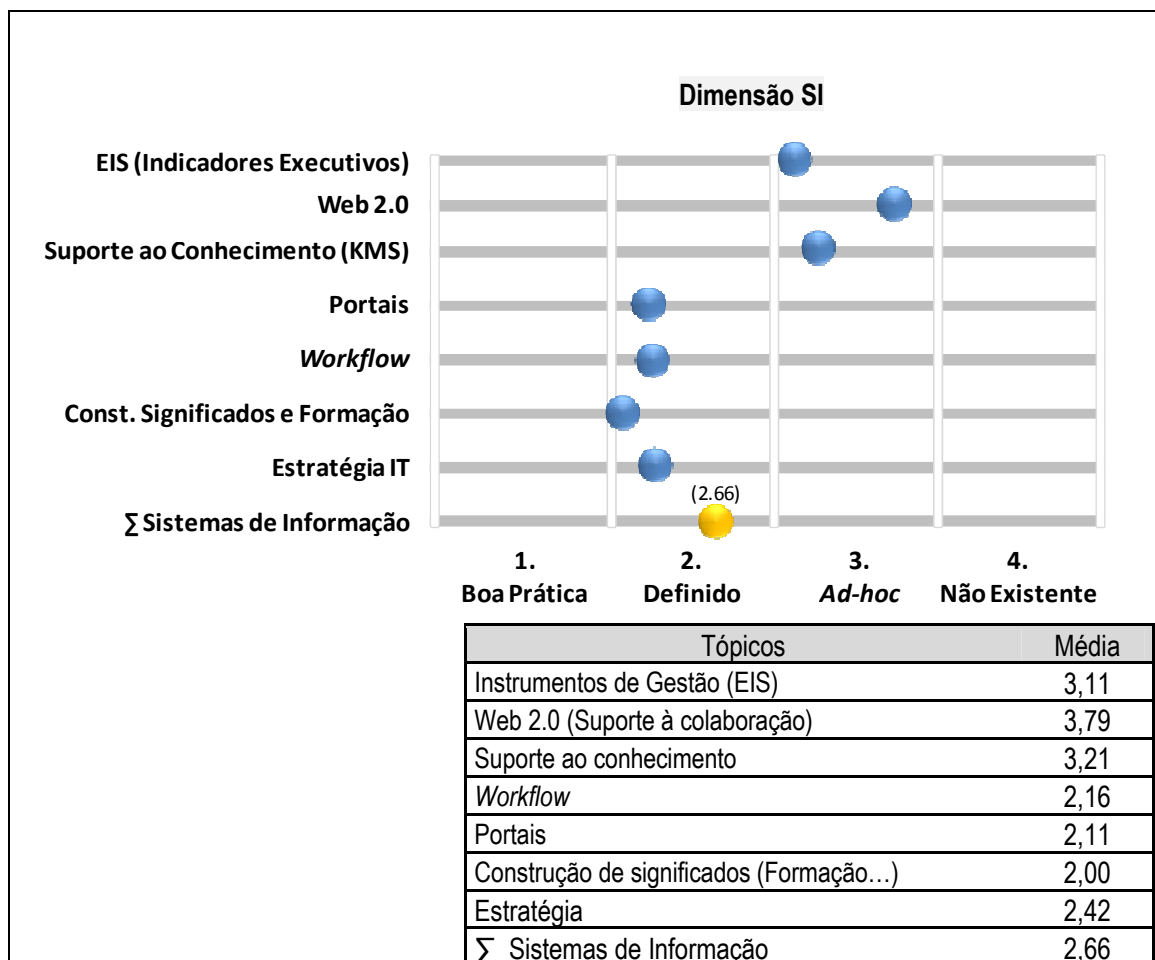 Dimensão SI
EIS (Indicadores Executivos)
Web 2.0
Suporte ao Conhecimento (KMS)
Portais
Workflow
Const. Significados e Formação
Estratégia IT
(2.66)
∑ Sistemas de Informação
1. 2. 3. 4.
Boa Prática Definido Ad-hoc Não Existente
Tópicos Média
Instrumentos de Gestão (EIS) 3,11
Web 2.0 (Suporte à colaboração) 3,79
Suporte ao conhecimento 3,21
Workflow 2,16
Portais 2,11
Construção de significados (Formação…) 2,00
Estratégia 2,42
∑ Sistemas de Informação 2,66